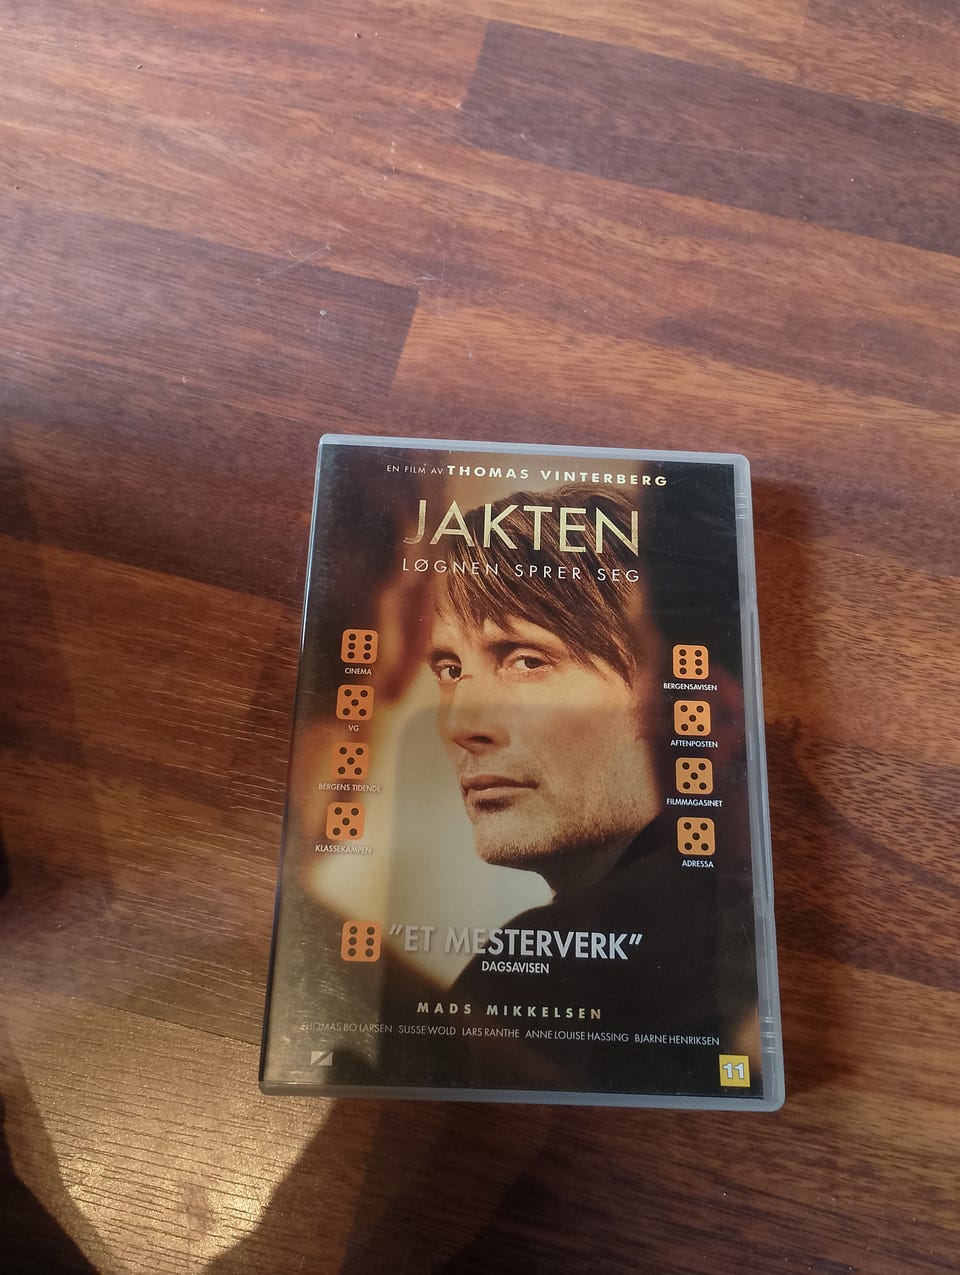 EN FILM AV THOMAS VINTERBERG
JAKTEN
LØGNEN SPRER SEG
CINEMA
VG
BERGENS TIDENDE
KLASSEKAMPEN
BERGENSAVISEN
AFTENPOSTEN
FILMMAGASINET
ADRESSA
"ET MESTERVERK"
DAGSAVISEN
MADS MIKKELSEN
THOMAS BO LARSEN SUSSE WOLD LARS RANTHE ANNE LOUISE HASSING BJARNE HENRIKSEN
11